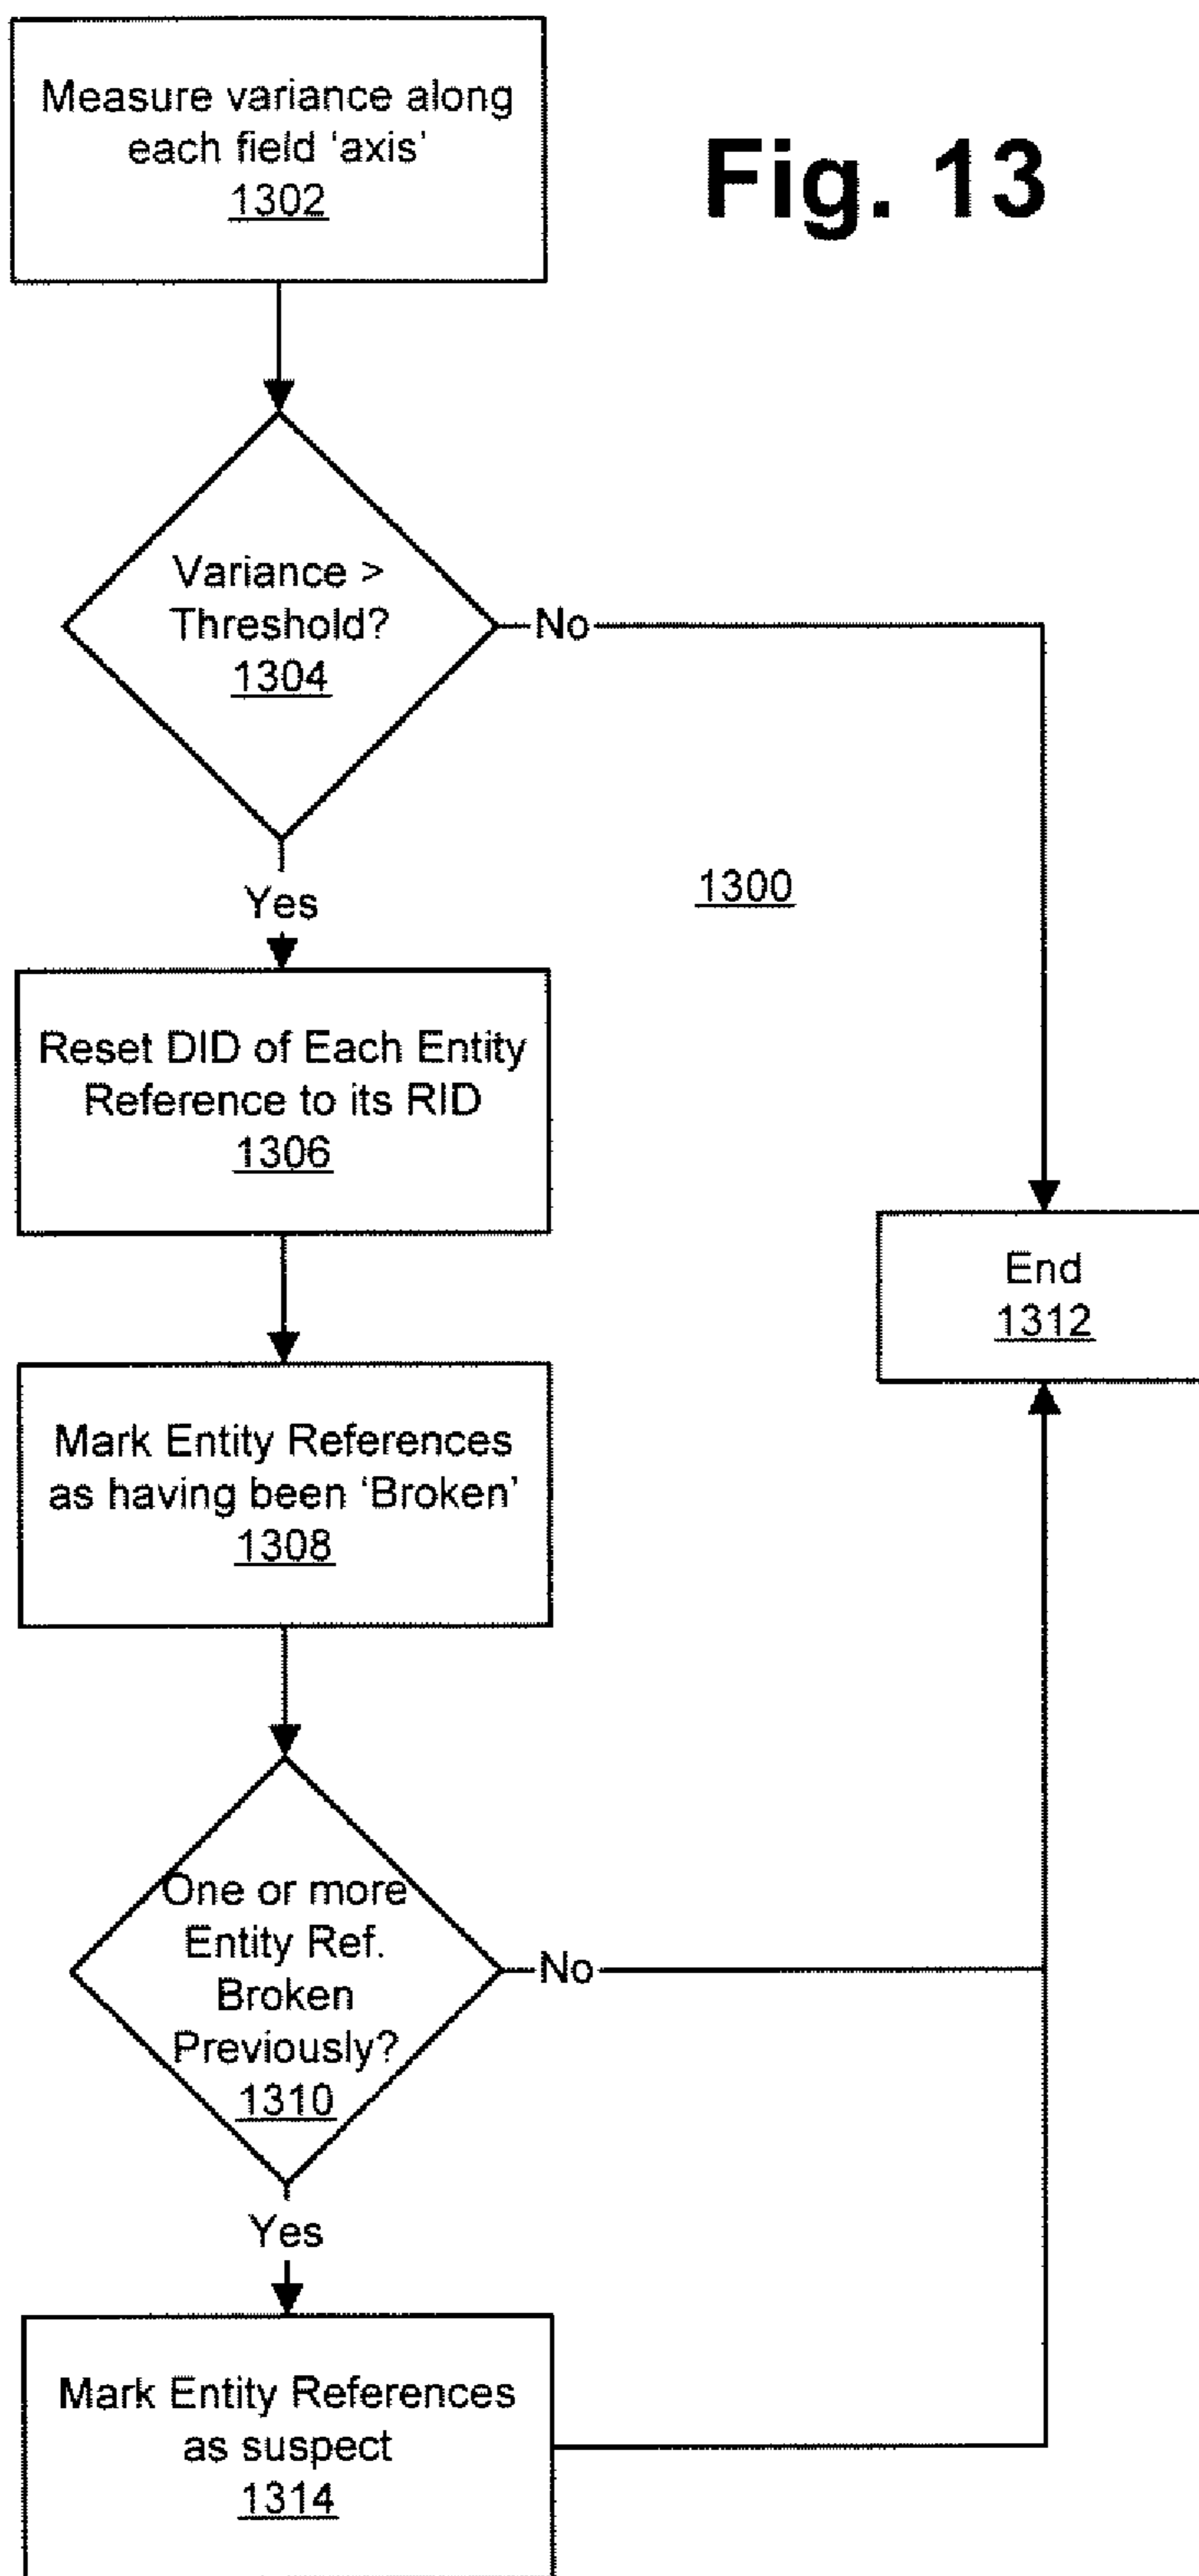 Measure variance along
each field ‘axis’
1302
Fig. 13
Variance >
Threshold?
1304
No
Yes
1300
Reset DID of Each Entity
Reference to its RID
1306
End
1312
Mark Entity References
as having been ‘Broken’
1308
One or more
Entity Ref.
Broken
Previously?
1310
No
Yes
Mark Entity References
as suspect
1314